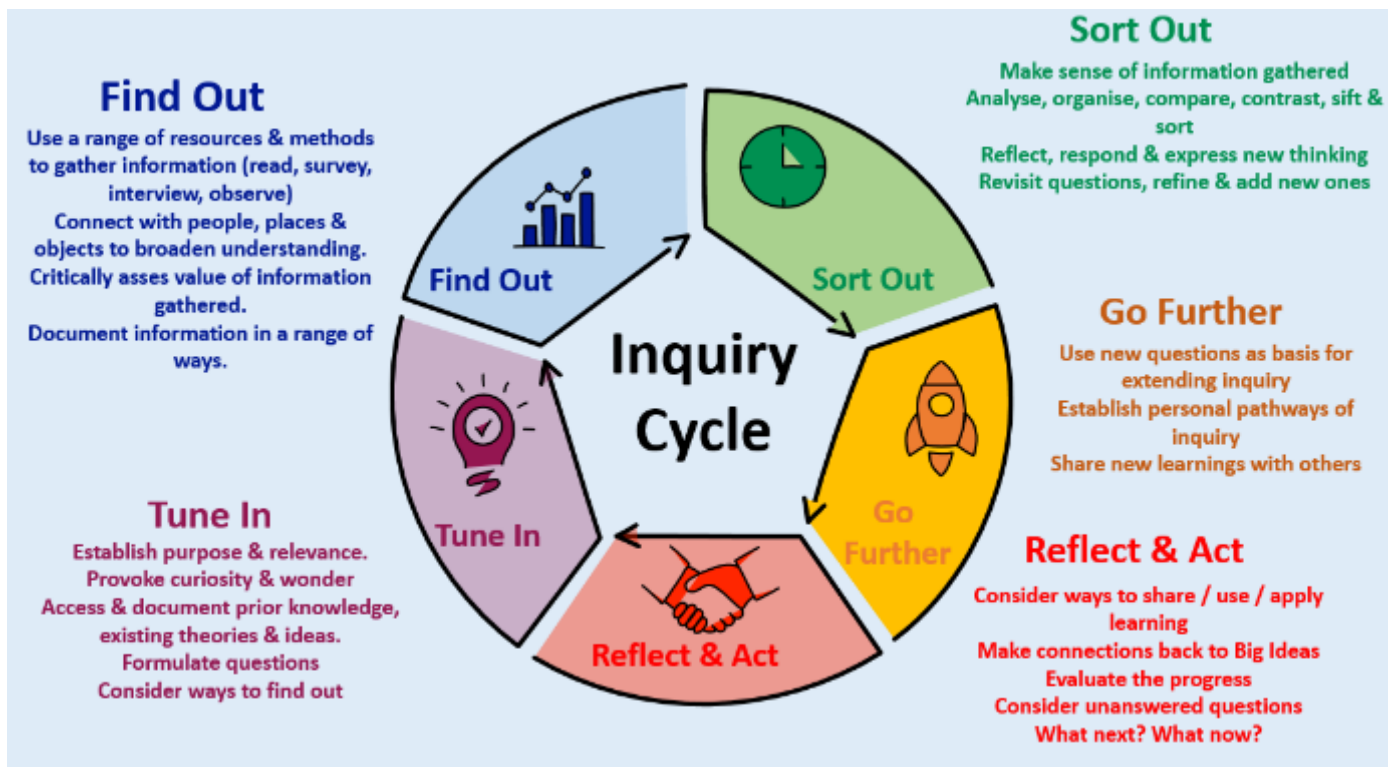 Find Out
Use a range of resources & methods
to gather information (read, survey,
interview, observe)
Connect with people, places &
objects to broaden understanding.
Critically asses value of information
gathered.
Document information in a range of
ways.
Tune In
Establish purpose & relevance.
Provoke curiosity & wonder
Access & document prior knowledge,
existing theories & ideas.
Formulate questions
Consider ways to find out
Find Out
Sort Out
Inquiry
Cycle
Tune In
Go
Further
Reflect & Act
Sort Out
Make sense of information gathered
Analyse, organise, compare, contrast, sift &
sort
Reflect, respond & express new thinking
Revisit questions, refine & add new ones
Go Further
Use new questions as basis for
extending inquiry
Establish personal pathways of
inquiry
Share new learnings with others
Reflect & Act
Consider ways to share / use / apply
learning
Make connections back to Big Ideas
Evaluate the progress
Consider unanswered questions
What next? What now?